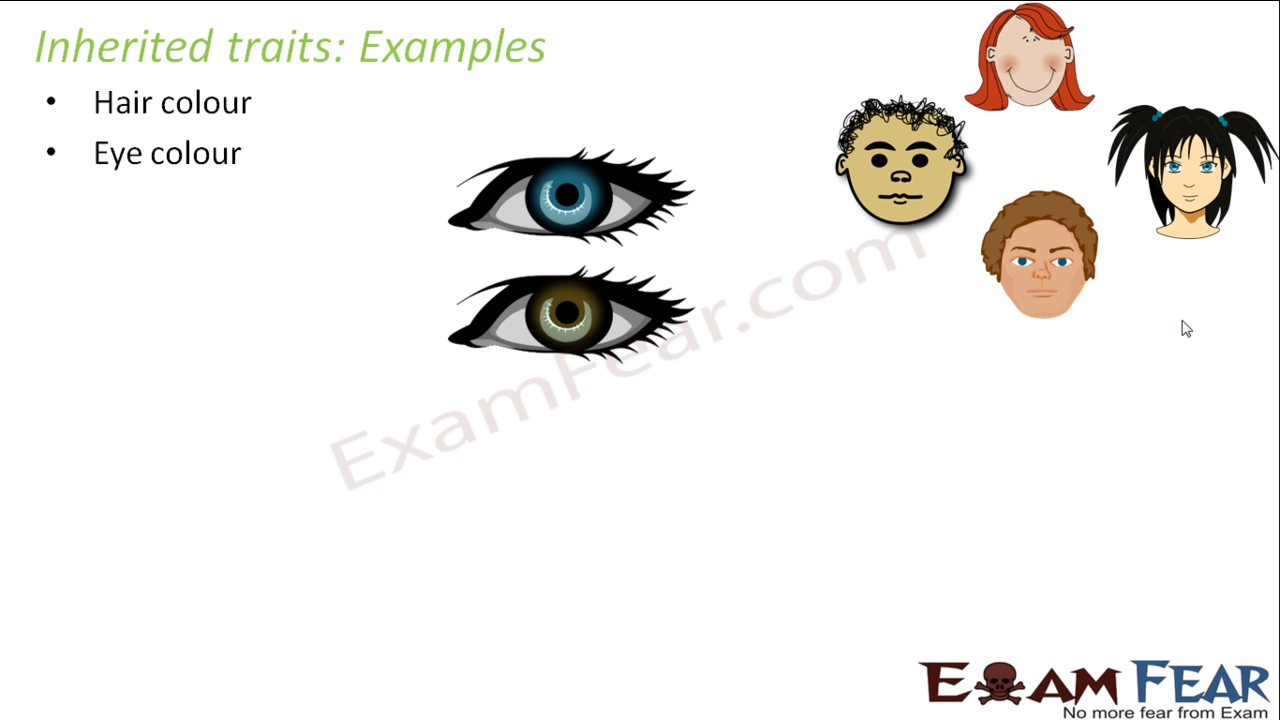 Inherited traits: Examples
• Hair colour
• Eye colour
ExamFear.com
EXAM FEAR
No more fear from Exam